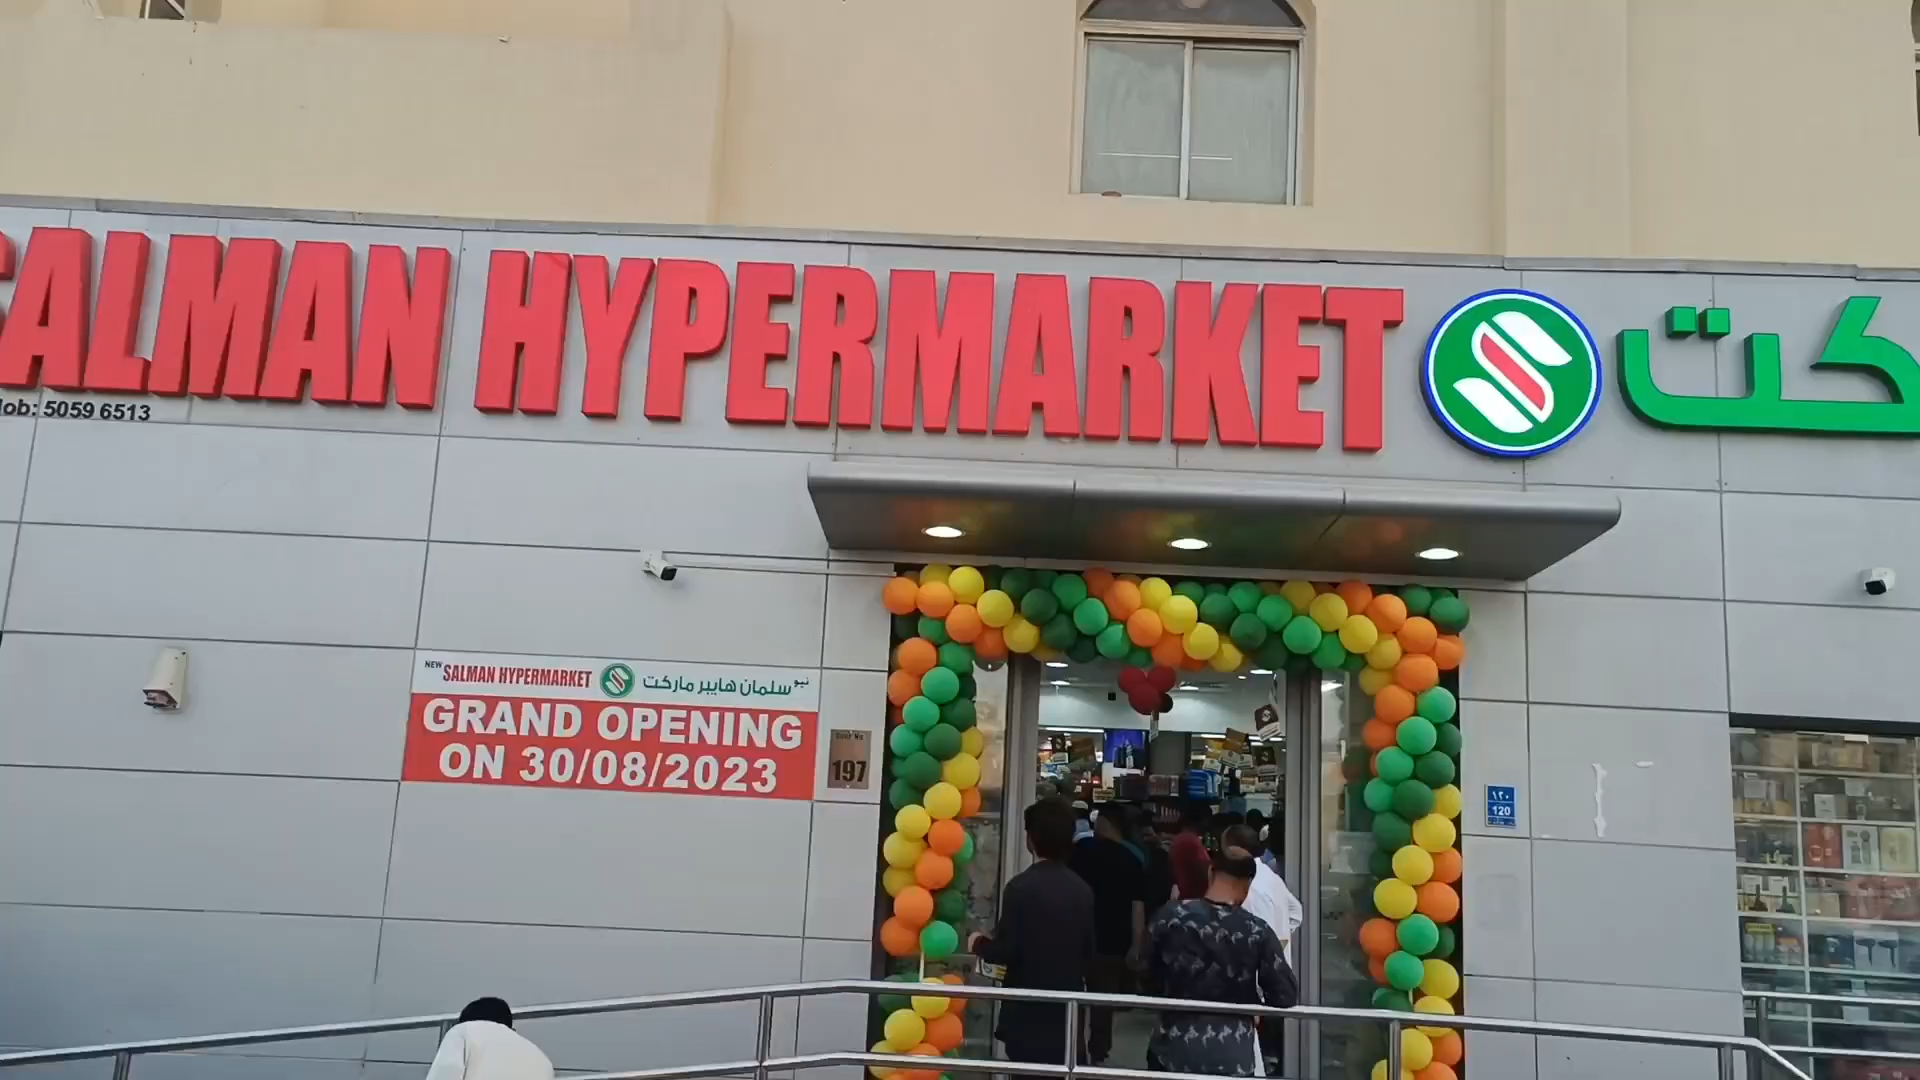 SALMAN HYPERMARKET
كت
Mob: 5059 6513
NEW SALMAN HYPERMARKET
نيو سلمان هايبر ماركت
GRAND OPENING
ON 30/08/2023
197
١٢٠
120